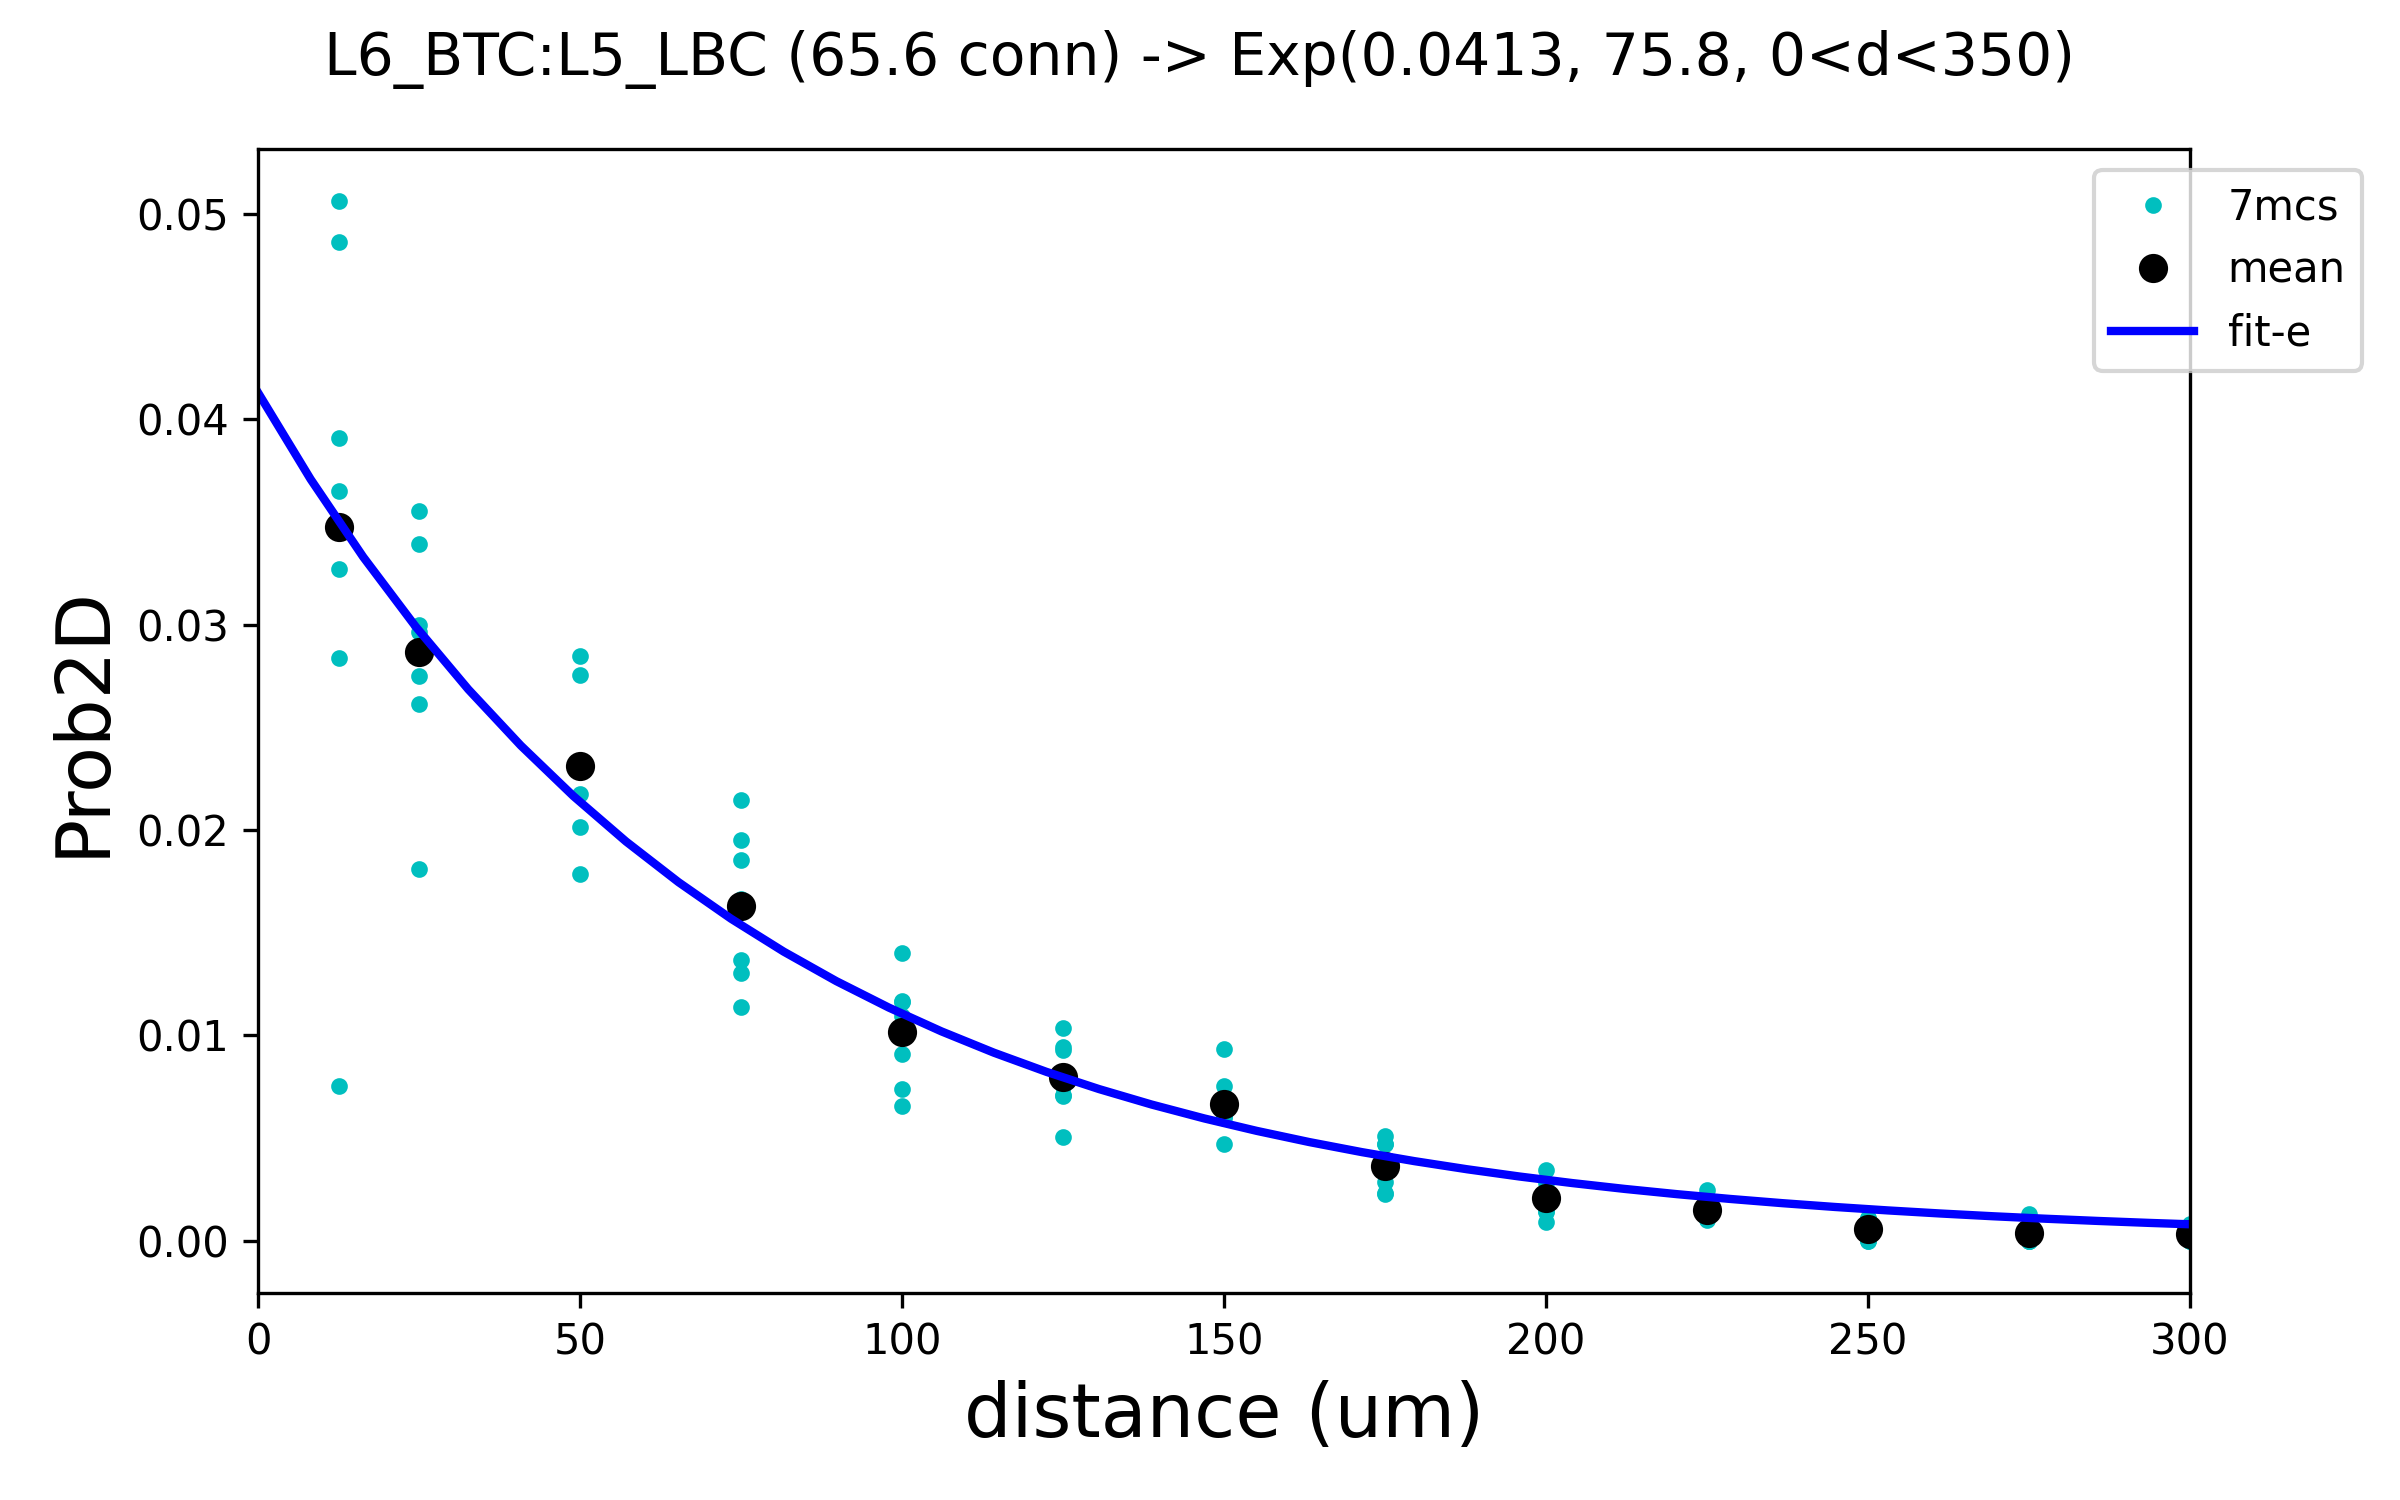 L6_BTC:L5_LBC (65.6 conn) -> Exp(0.0413, 75.8, 0<d<350)
7mcs
mean
fit-e
Prob2D
0.05
0.04
0.03
0.02
0.01
0.00
0 50 100 150 200 250 300
distance (um)